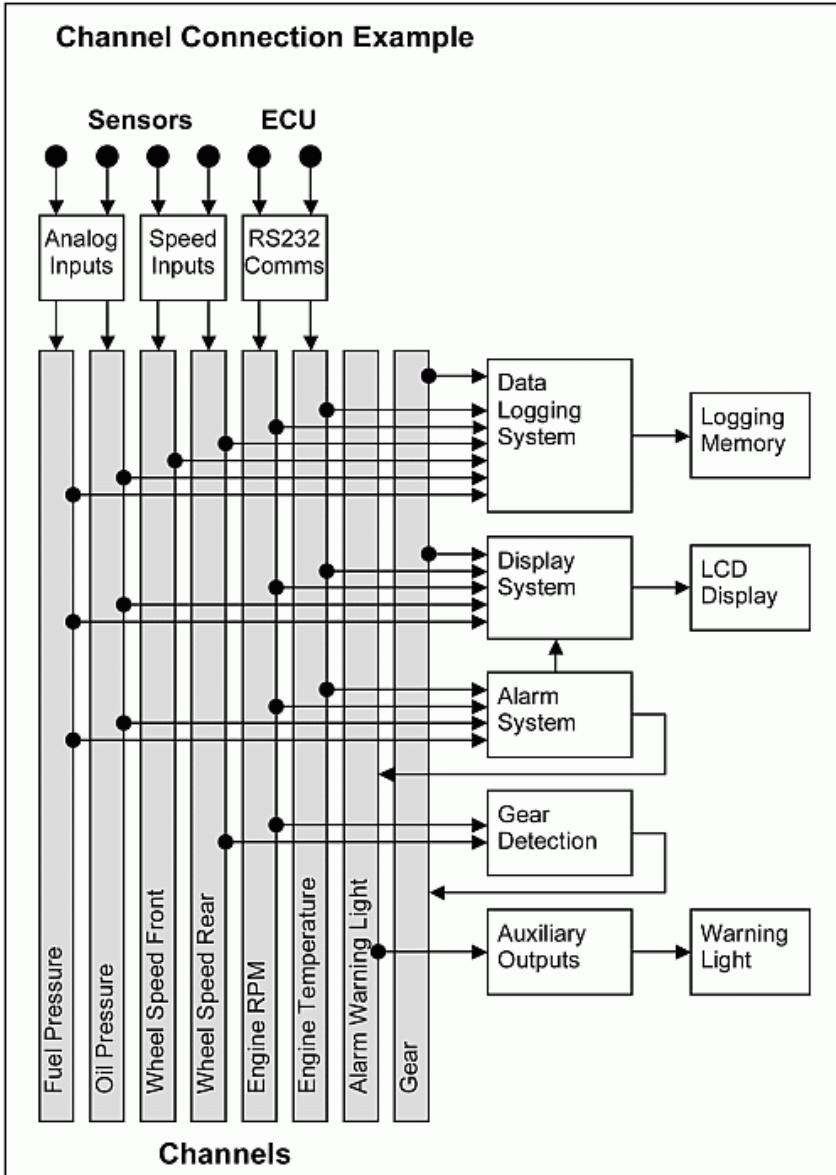 Channel Connection Example
Sensors
ECU
Analog
Inputs
Speed
Inputs
RS232
Comms
Data
Logging
System
Logging
Memory
Display
System
LCD
Display
Alarm
System
Gear
Detection
Auxiliary
Outputs
Warning
Light
Fuel Pressure
Oil Pressure
Wheel Speed Front
Wheel Speed Rear
Engine RPM
Engine Temperature
Alarm Warning Light
Gear
Channels